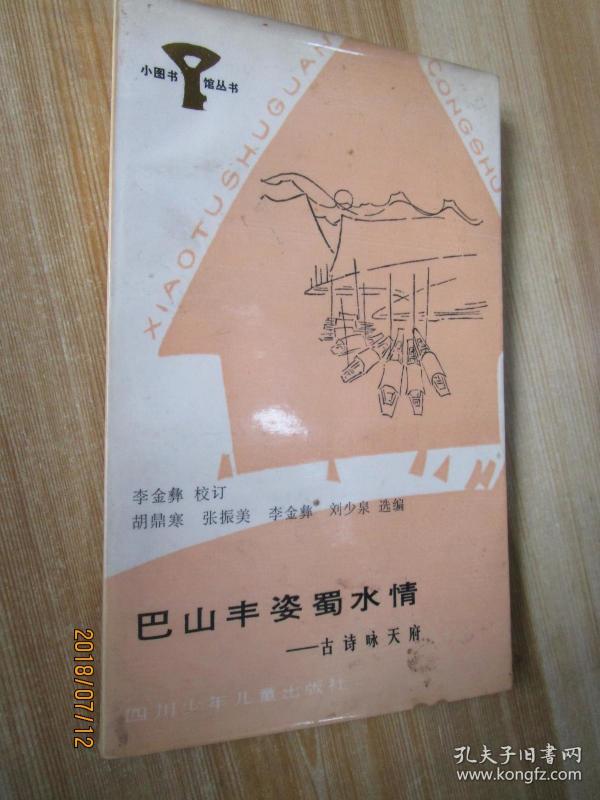 小图书 馆丛书
XIAOTUSHUGUAN
CONGSHU
李金彝 校订
胡鼎寒 张振美 李金彝 刘少泉 选编
巴山丰姿蜀水情
——古诗咏天府
四川少年儿童出版社
2018/07/12
孔夫子旧书网
www.kongfz.com